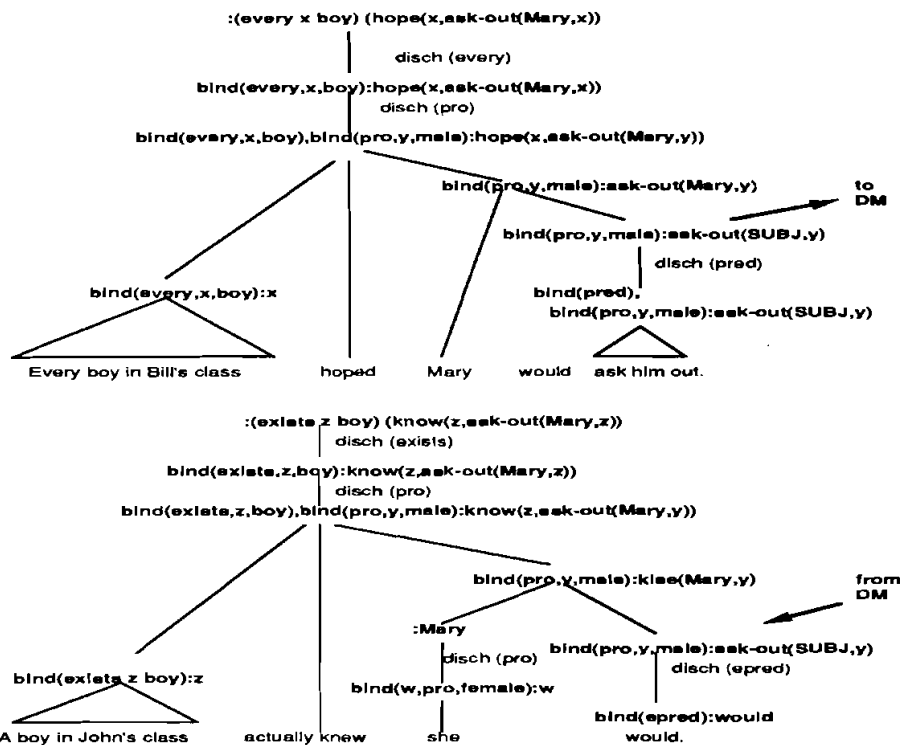 :(every x boy) (hope(x,ask-out(Mary,x))
disch (every)
bind(every,x,boy):hope(x,ask-out(Mary,x))
disch (pro)
bind(every,x,boy),bind(pro,y,male):hope(x,ask-out(Mary,y))
bind(pro,y,male):ask-out(Mary,y)
to
DM
bind(pro,y,male):ask-out(SUBJ,y)
disch (pred)
bind(every,x,boy):x
bind(pred),
bind(pro,y,male):ask-out(SUBJ,y)
Every boy in Bill's class hoped Mary would ask him out.
:(exists z boy) (know(z,ask-out(Mary,z))
disch (exists)
bind(exists,z,boy):know(z,ask-out(Mary,z))
disch (pro)
bind(exists,z,boy),bind(pro,y,male):know(z,ask-out(Mary,y))
bind(pro,y,male):kiss(Mary,y)
from
DM
:Mary
bind(pro,y,male):ask-out(SUBJ,y)
disch (pro)
disch (epred)
bind(exists z boy):z
bind(w,pro,female):w
bind(epred):would
A boy in John's class actually knew she would.